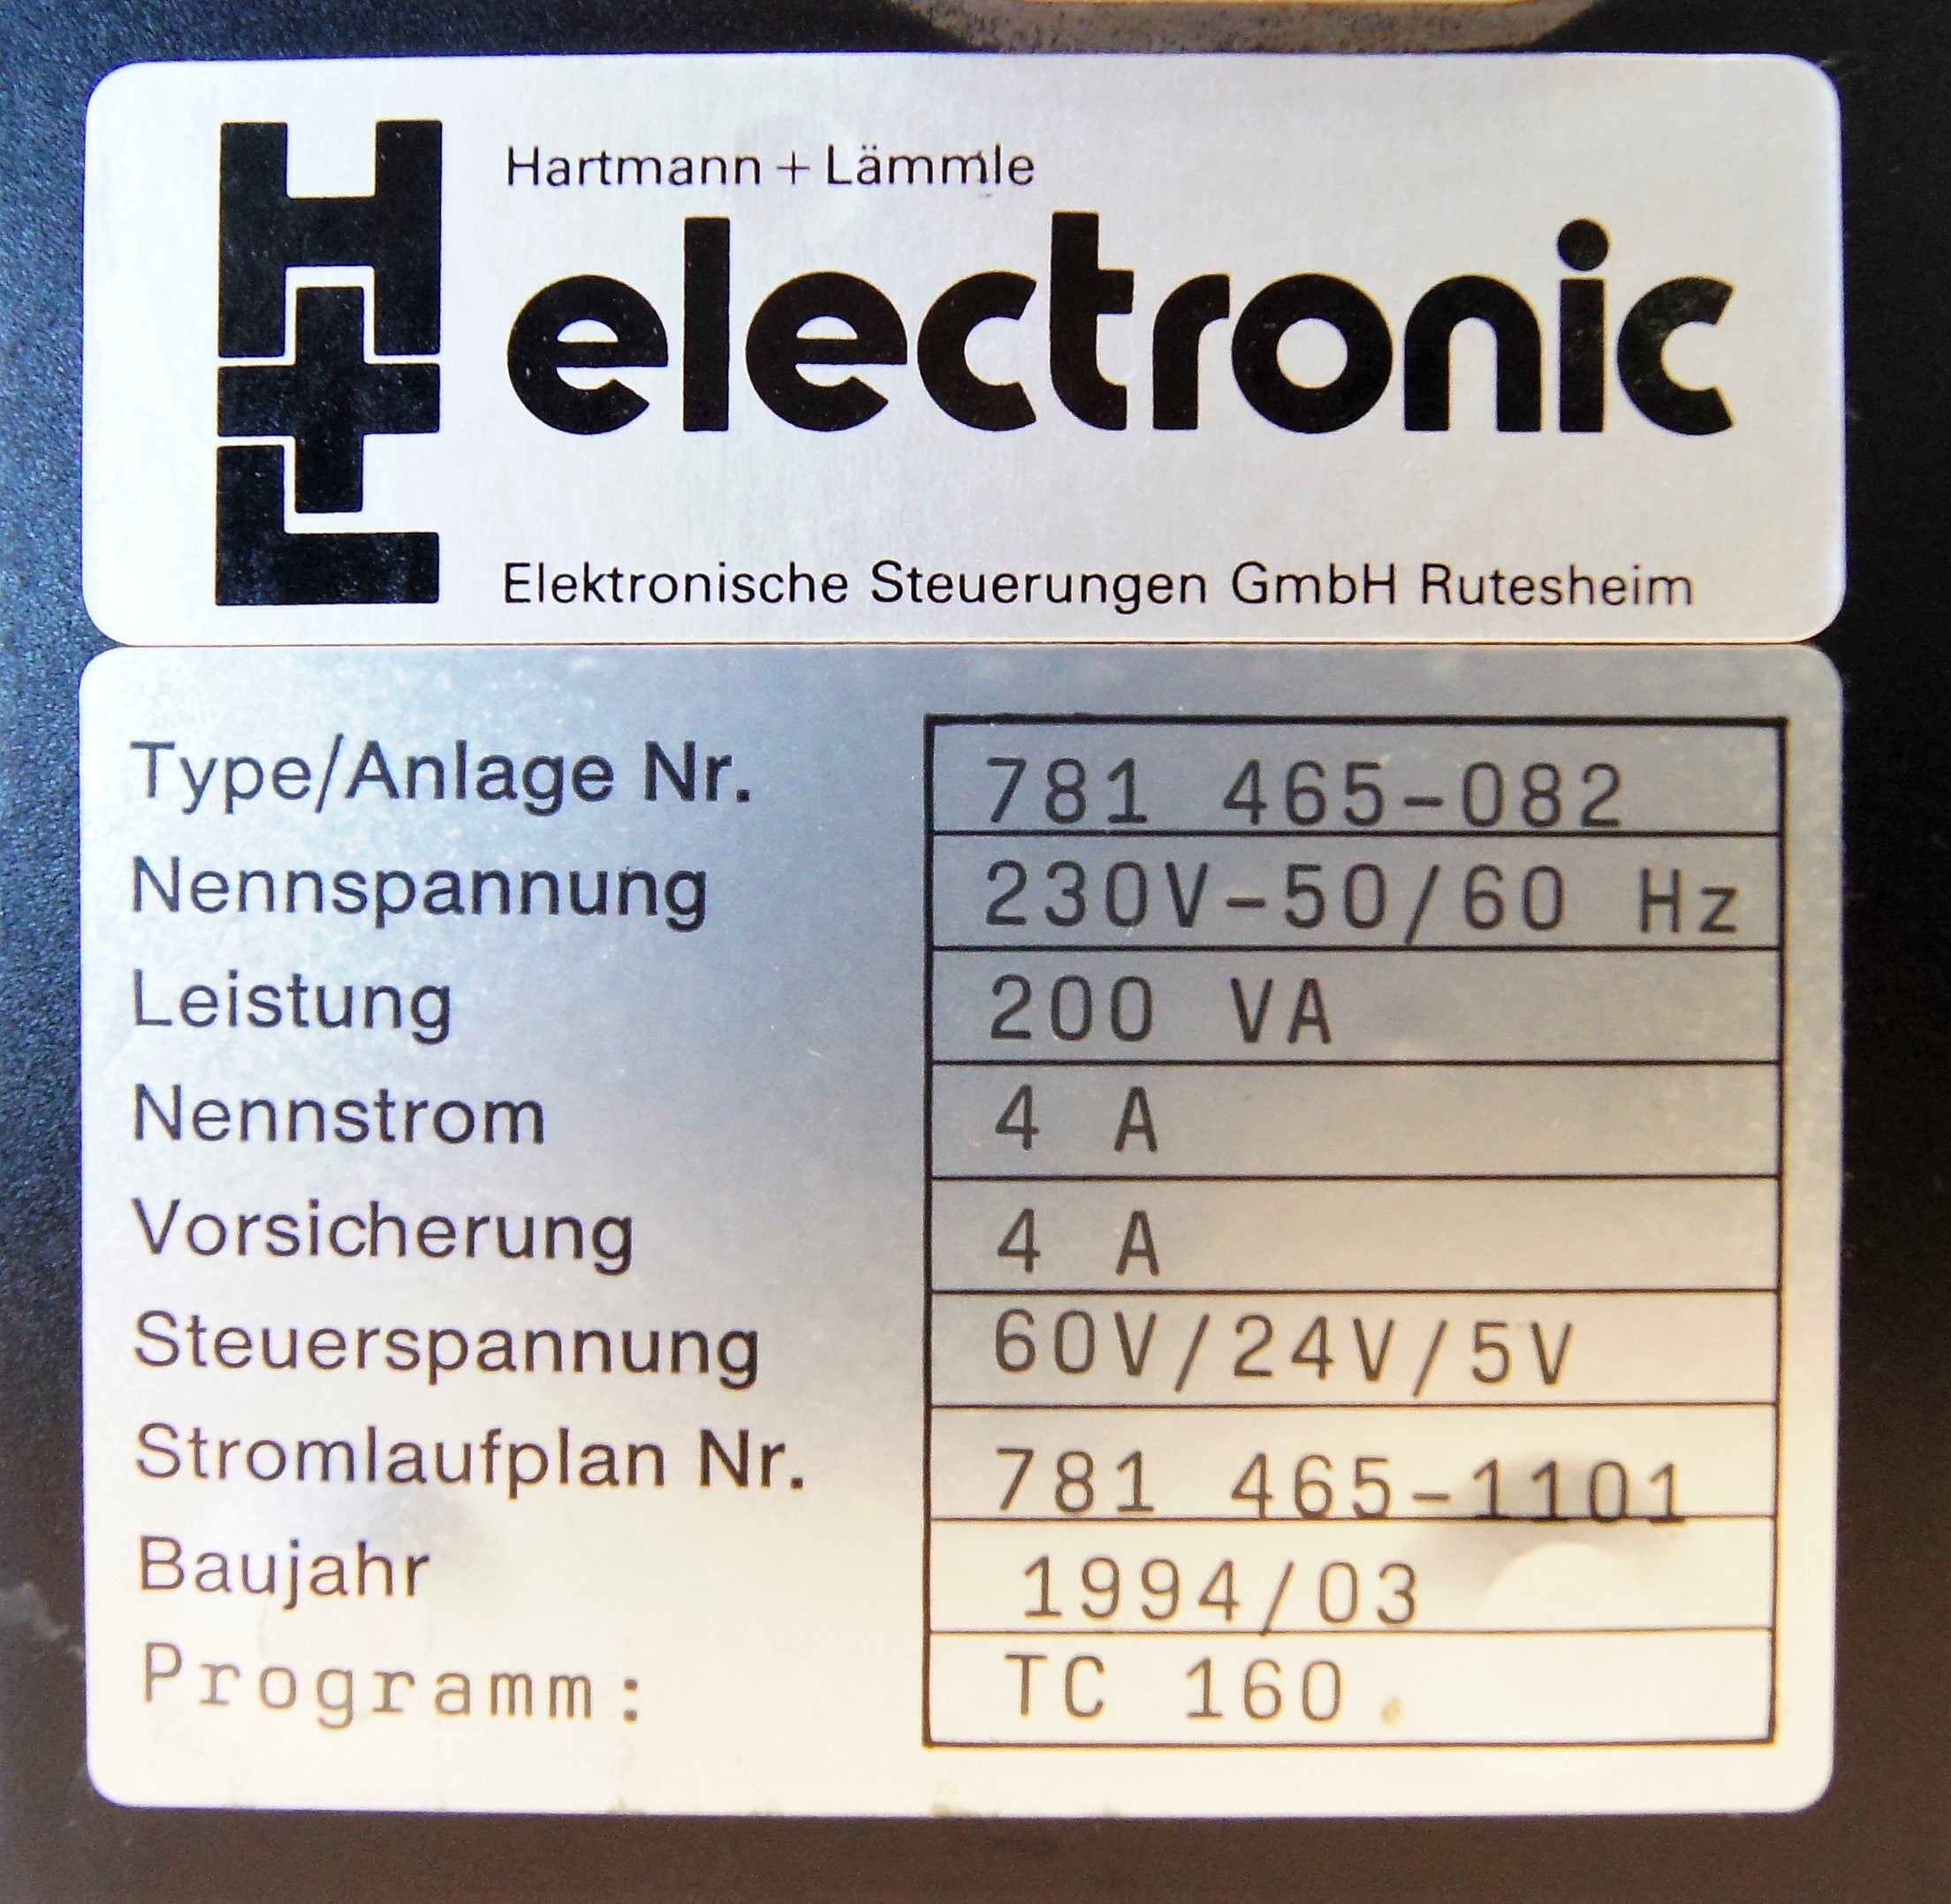 H+L
Hartmann + Lämmle
electronic
Elektronische Steuerungen GmbH Rutesheim
Type/Anlage Nr. 781 465-082
Nennspannung 230V-50/60 Hz
Leistung 200 VA
Nennstrom 4 A
Vorsicherung 4 A
Steuerspannung 60V/24V/5V
Stromlaufplan Nr. 781 465-1101
Baujahr 1994/03
Programm: TC 160